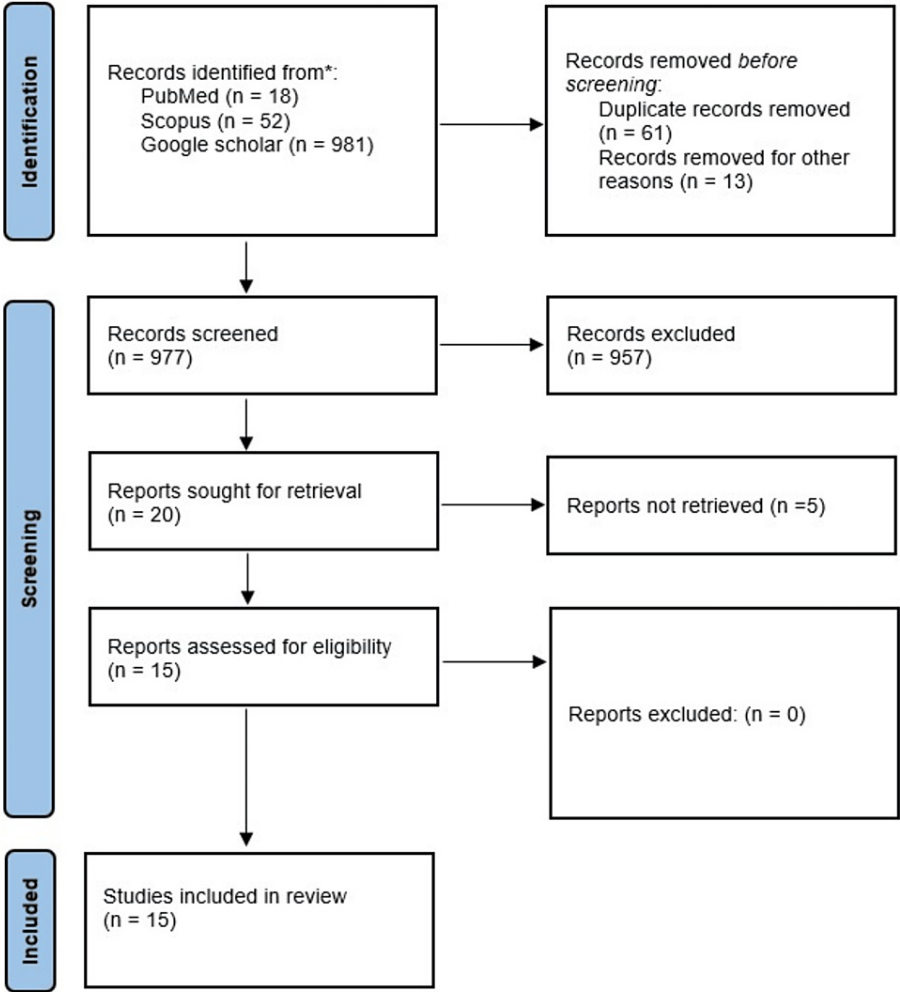 Identification
Records identified from*:
PubMed (n = 18)
Scopus (n = 52)
Google scholar (n = 981)
Records removed before
screening:
Duplicate records removed
(n = 61)
Records removed for other
reasons (n = 13)
Screening
Records screened
(n = 977)
Records excluded
(n = 957)
Reports sought for retrieval
(n = 20)
Reports not retrieved (n =5)
Reports assessed for eligibility
(n = 15)
Reports excluded: (n = 0)
Included
Studies included in review
(n = 15)